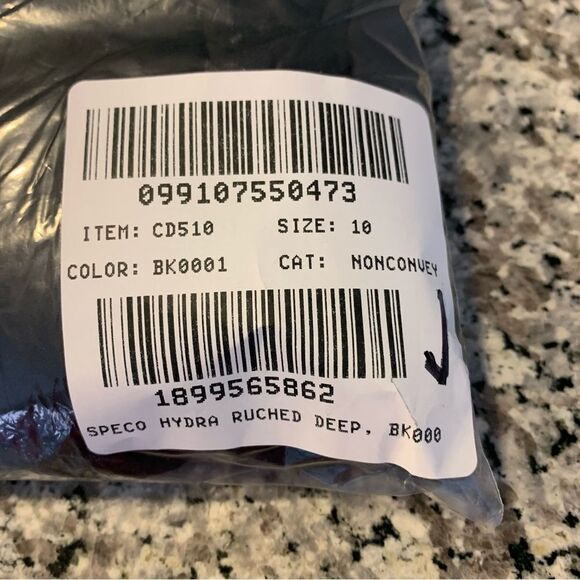 099107550473
ITEM: CD510 SIZE: 10
COLOR: BK0001 CAT: NONCONVEY
1899565862
SPECO HYDRA RUCHED DEEP, BK000